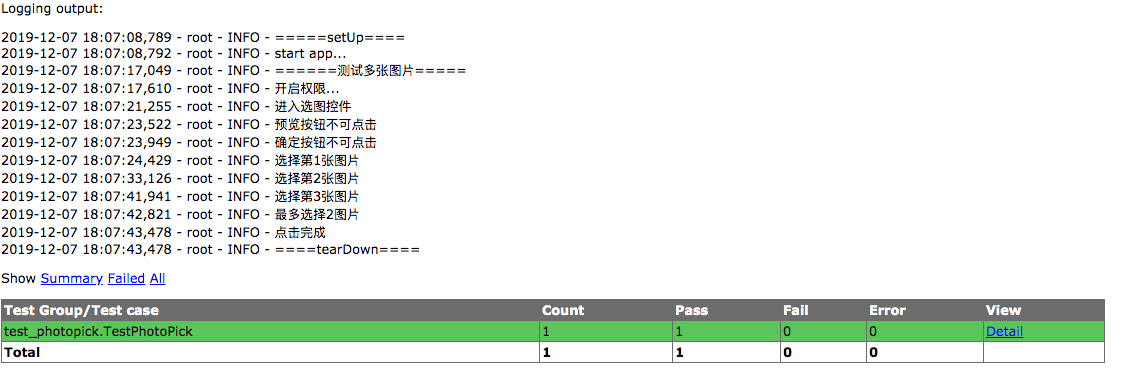 Logging output:
2019-12-07 18:07:08,789 - root - INFO - =====setUp====
2019-12-07 18:07:08,792 - root - INFO - start app...
2019-12-07 18:07:17,049 - root - INFO - ======测试多张图片=====
2019-12-07 18:07:17,610 - root - INFO - 开启权限...
2019-12-07 18:07:21,255 - root - INFO - 进入选图控件
2019-12-07 18:07:23,522 - root - INFO - 预览按钮不可点击
2019-12-07 18:07:23,949 - root - INFO - 确定按钮不可点击
2019-12-07 18:07:24,429 - root - INFO - 选择第1张图片
2019-12-07 18:07:33,126 - root - INFO - 选择第2张图片
2019-12-07 18:07:41,941 - root - INFO - 选择第3张图片
2019-12-07 18:07:42,821 - root - INFO - 最多选择2图片
2019-12-07 18:07:43,478 - root - INFO - 点击完成
2019-12-07 18:07:43,478 - root - INFO - ====tearDown====
Show Summary Failed All
Test Group/Test case Count Pass Fail Error View
test_photopick.TestPhotoPick 1 1 0 0 Detail
Total 1 1 0 0